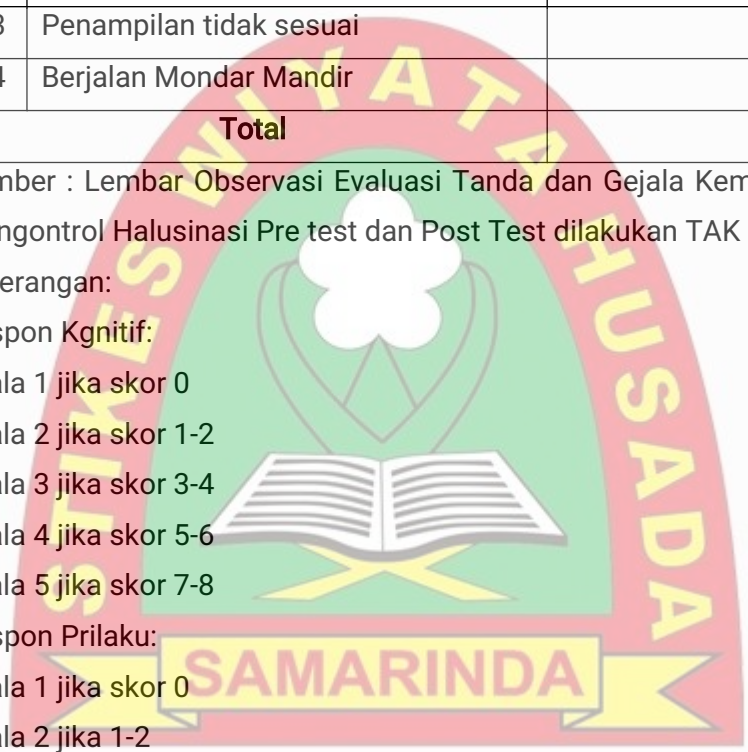 3 Penampilan tidak sesuai
4 Berjalan Mondar Mandir
Total
mber : Lembar Observasi Evaluasi Tanda dan Gejala Kem
ngontrol Halusinasi Pre test dan Post Test dilakukan TAK
erangan:
spon Kgnitif:
la 1 jika skor 0
la 2 jika skor 1-2
la 3 jika skor 3-4
la 4 jika skor 5-6
la 5 jika skor 7-8
spon Prilaku:
la 1 jika skor 0
la 2 jika 1-2
STIKES WIYATA HUSADA
SAMARINDA